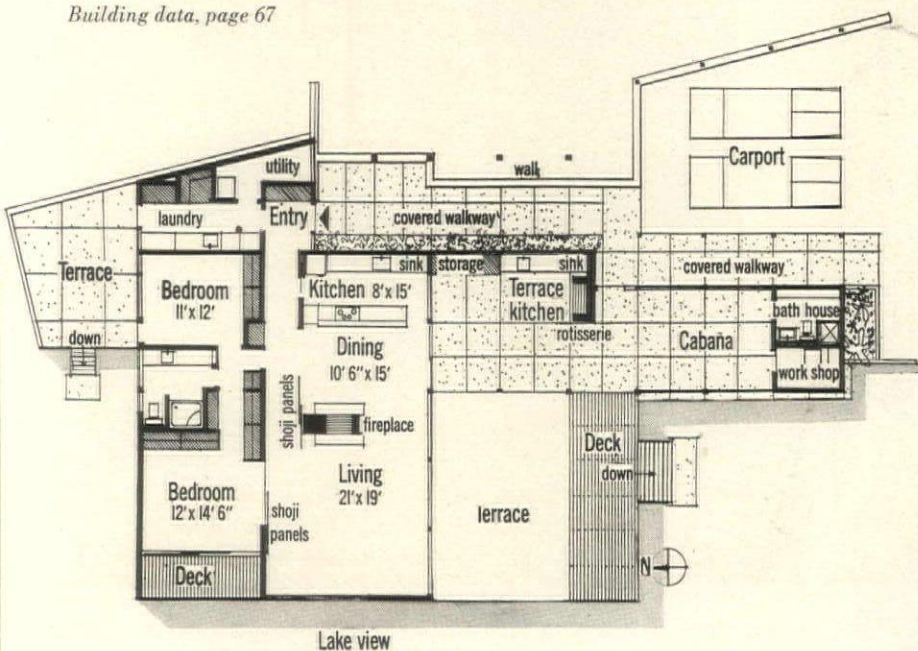 Building data, page 67
utility
walk
Carport
laundry
Entry
covered walkway
Terrace
Bedroom
11' x 12'
sink
storage
sink
covered walkway
Kitchen 8' x 15'
Terrace
kitchen
bath house
down
rotisserie
Cabaña
Dining
10' 6" x 15'
work shop
shoji panels
fireplace
Deck
down
Living
21' x 19'
Bedroom
12' x 14' 6"
shoji
panels
Terrace
N
Deck
Lake view